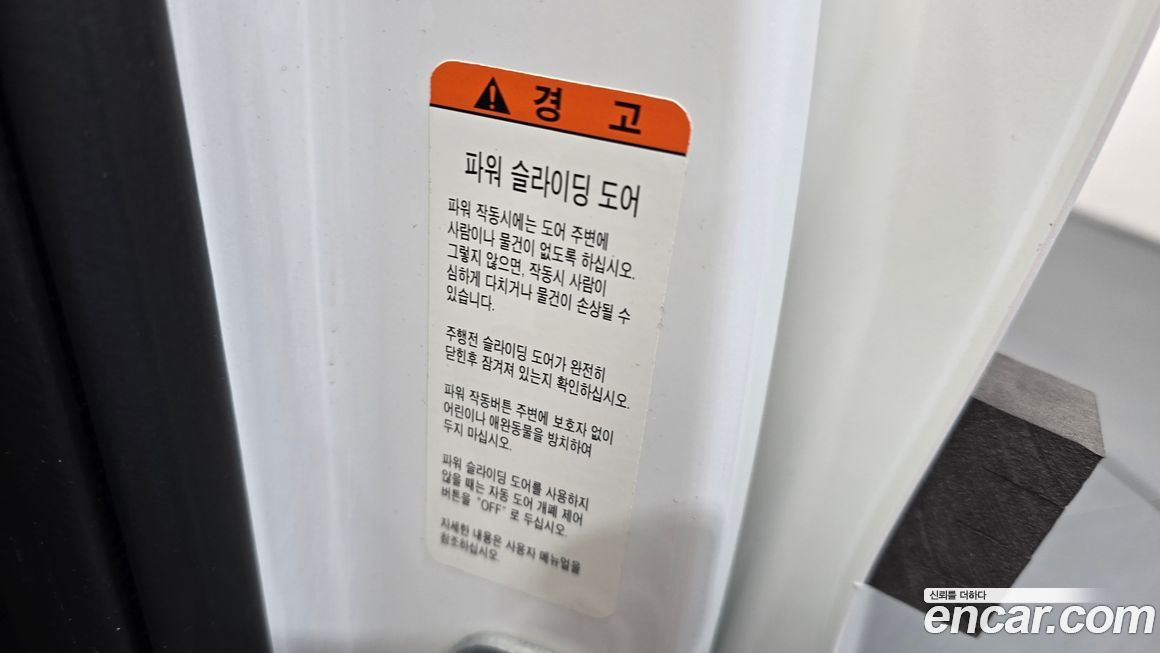 경 고
파워 슬라이딩 도어
파워 작동시에는 도어 주변에
사람이나 물건이 없도록 하십시오.
그렇지 않으면, 작동시 사람이
심하게 다치거나 물건이 손상될 수
있습니다.
주행전 슬라이딩 도어가 완전히
닫힌후 잠겨져 있는지 확인하십시오.
파워 작동버튼 주변에 보호자 없이
어린이나 애완동물을 방치하여
두지 마십시오.
파워 슬라이딩 도어를 사용하지
않을 때는 자동 도어 개폐 제어
버튼을 "OFF" 로 두십시오.
자세한 내용은 사용자 메뉴얼을
참조하십시오.
신뢰를 더하다
encar.com